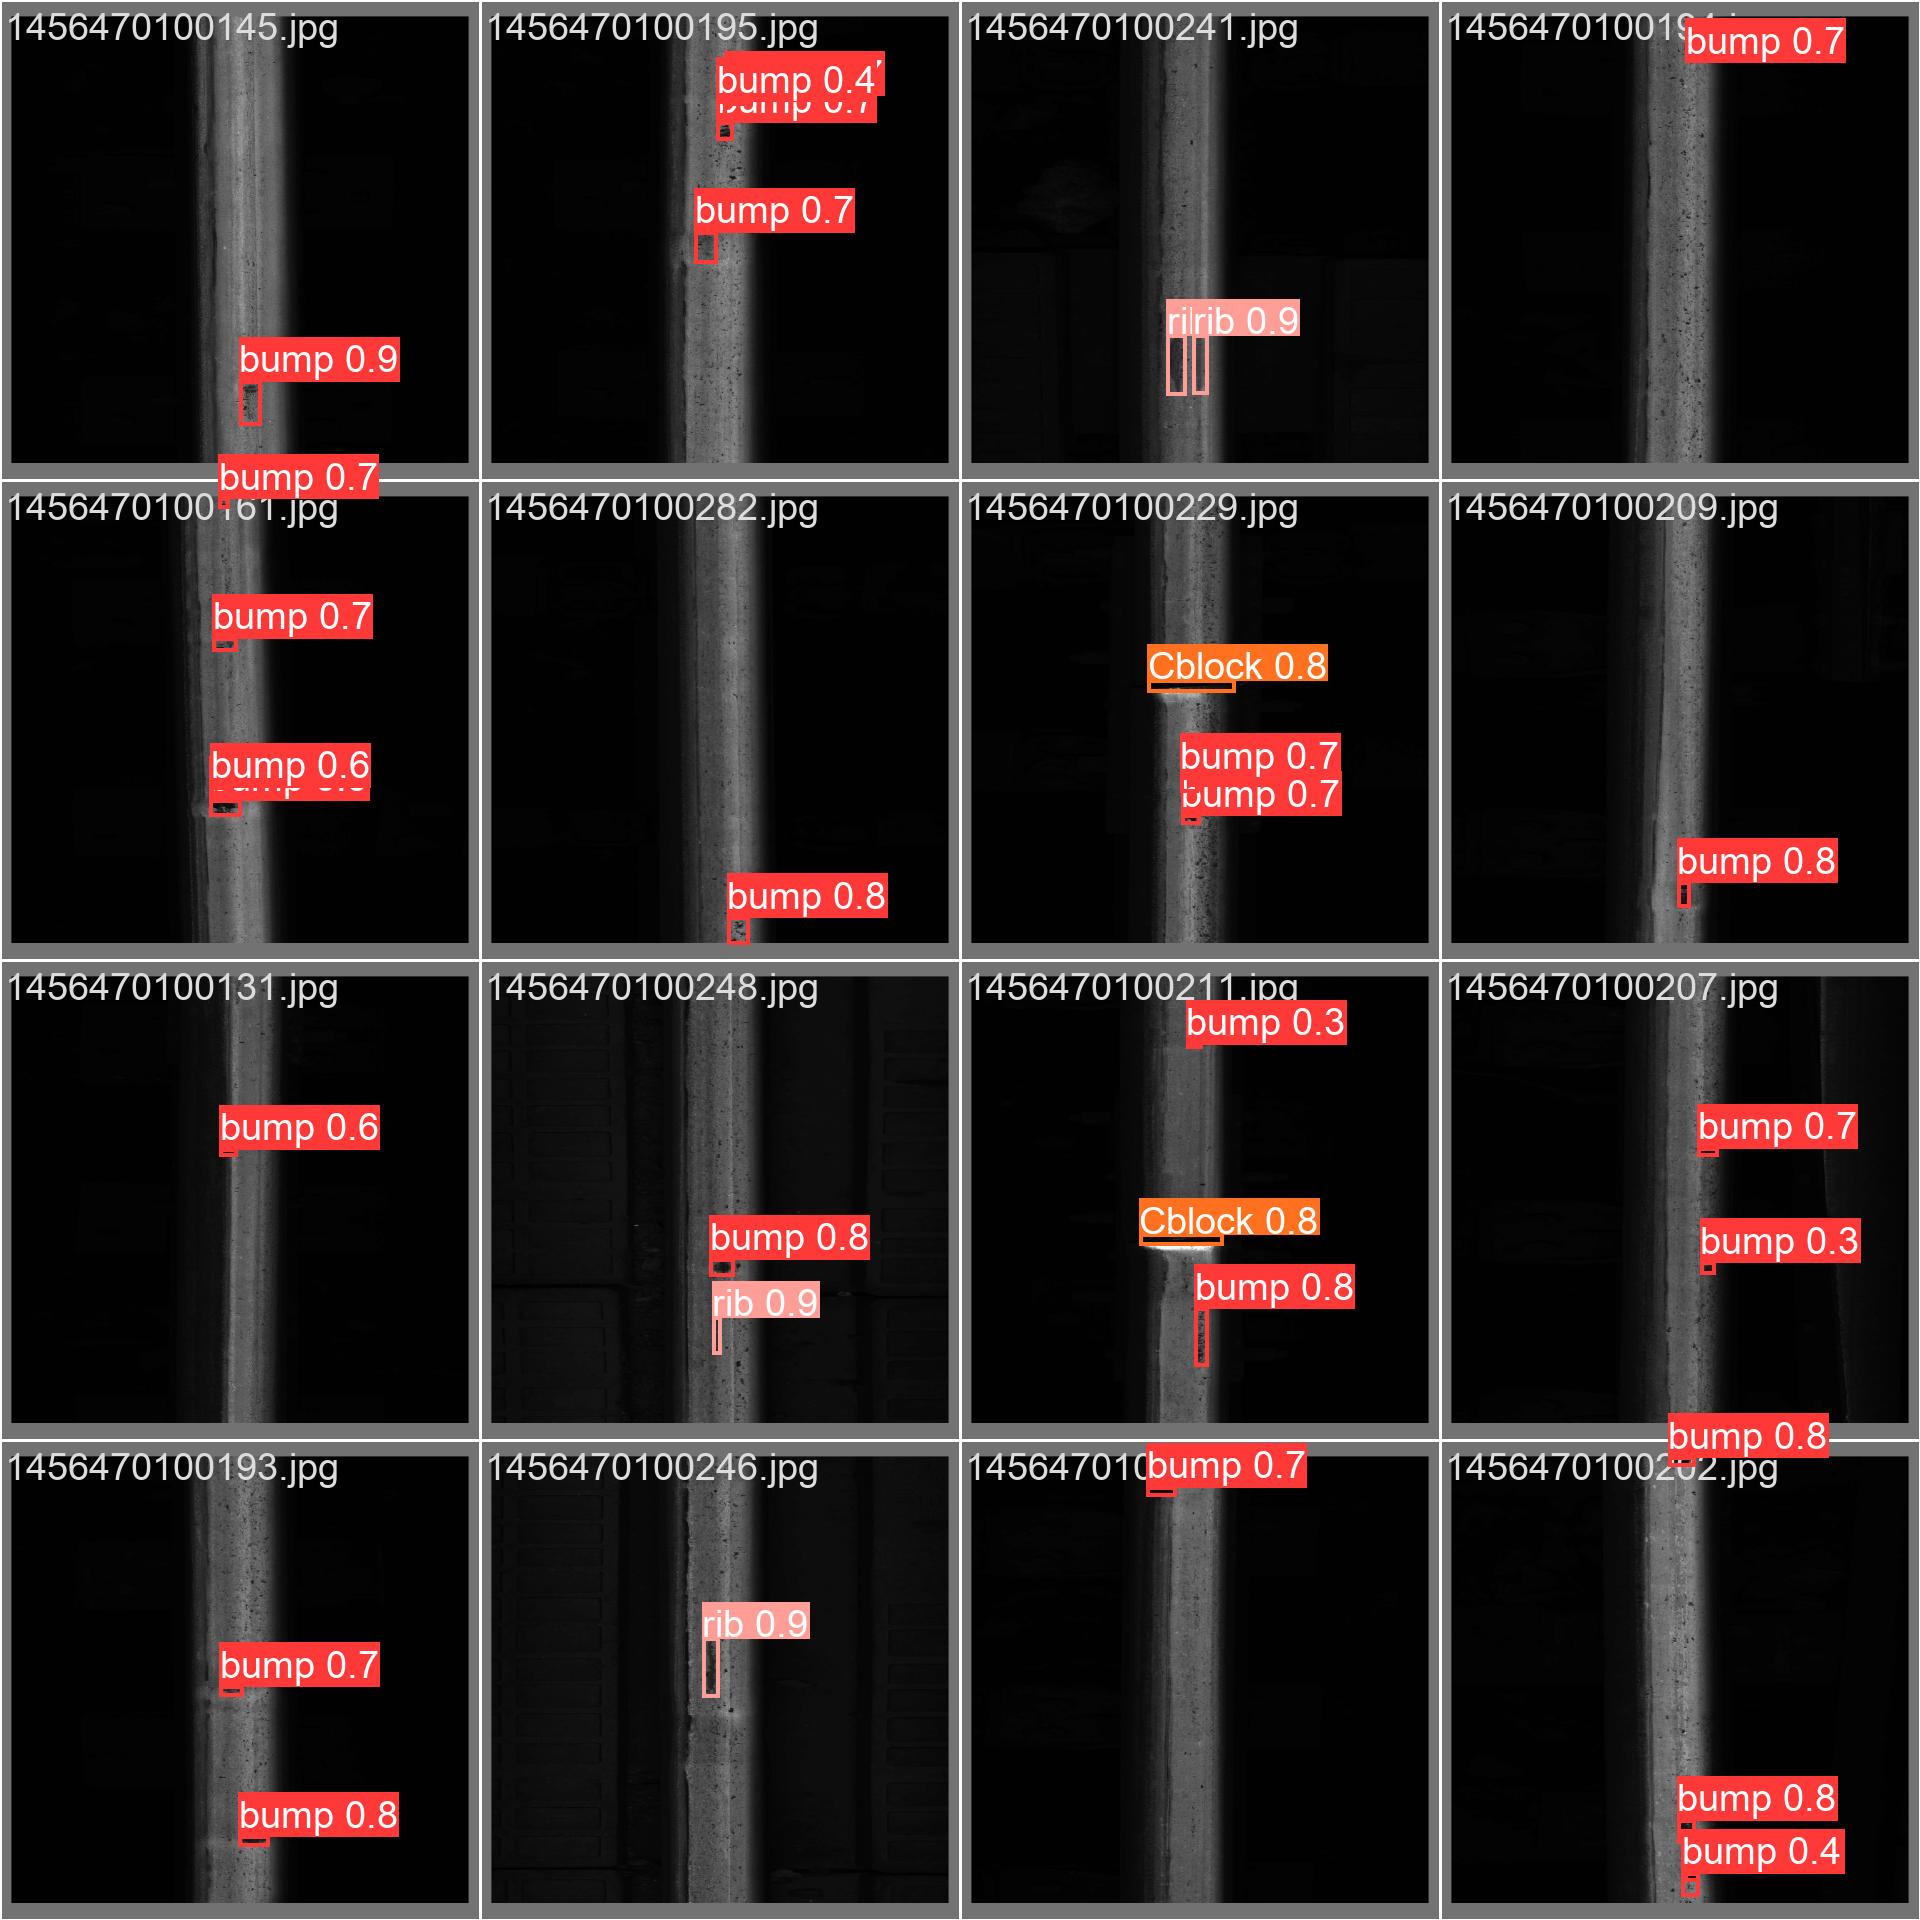 1456470100145.jpg
bump 0.9
1456470100195.jpg
bump 0.4
bump 0.7
bump 0.7
1456470100241.jpg
rib 0.9
bump 0.7
bump 0.7
bump 0.7
bump 0.6
1456470100282.jpg
bump 0.8
1456470100229.jpg
Cblock 0.8
bump 0.7
bump 0.7
1456470100209.jpg
bump 0.8
1456470100131.jpg
bump 0.6
1456470100248.jpg
bump 0.8
rib 0.9
1456470100211.jpg
bump 0.3
Cblock 0.8
bump 0.8
1456470100207.jpg
bump 0.7
bump 0.3
1456470100193.jpg
bump 0.7
bump 0.8
1456470100246.jpg
rib 0.9
bump 0.7
bump 0.8
1456470100202.jpg
bump 0.8
bump 0.4